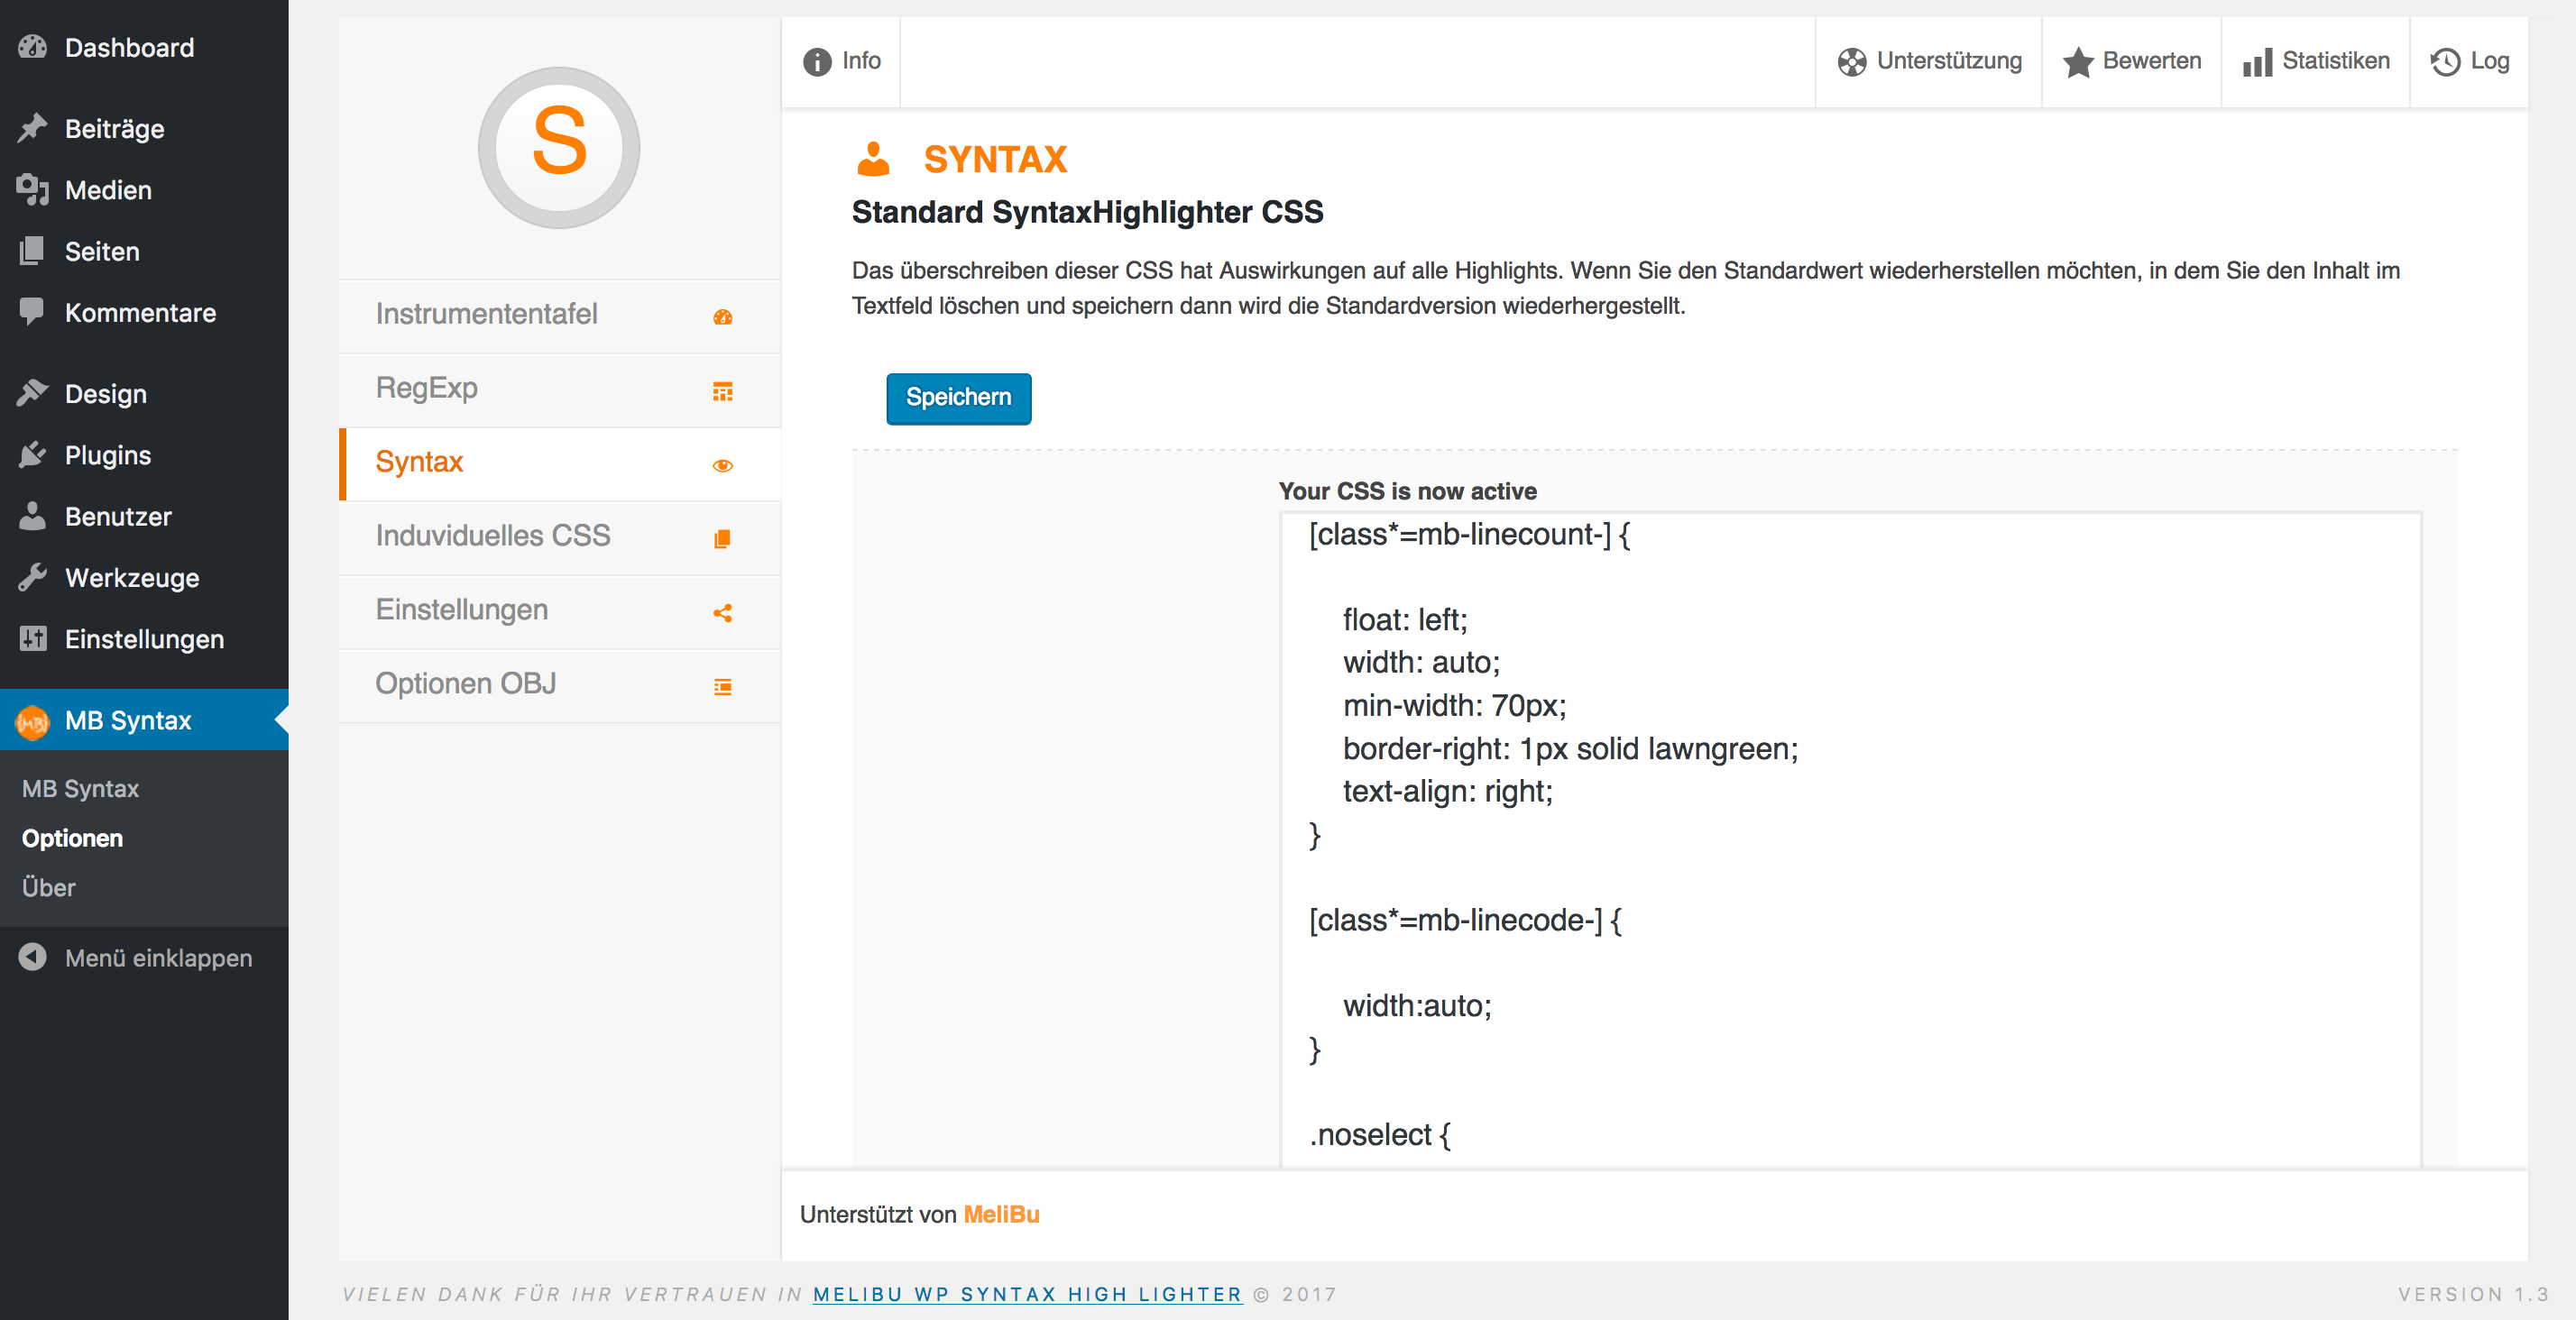 Dashboard
Beiträge
Medien
Seiten
Kommentare
Design
Plugins
Benutzer
Werkzeuge
Einstellungen
MB
MB Syntax
MB Syntax
Optionen
Über
Menü einklappen
S
Instrumententafel
RegExp
Syntax
Induviduelles CSS
Einstellungen
Optionen OBJ
Info
Unterstützung
Bewerten
Statistiken
Log
SYNTAX
Standard SyntaxHighlighter CSS
Das überschreiben dieser CSS hat Auswirkungen auf alle Highlights. Wenn Sie den Standardwert wiederherstellen möchten, in dem Sie den Inhalt im
Textfeld löschen und speichern dann wird die Standardversion wiederhergestellt.
Speichern
Your CSS is now active
[class*=mb-linecount-] {
float: left;
width: auto;
min-width: 70px;
border-right: 1px solid lawngreen;
text-align: right;
}
[class*=mb-linecode-] {
width:auto;
}
.noselect {
Unterstützt von MeliBu
VIELEN DANK FÜR IHR VERTRAUEN IN MELIBU WP SYNTAX HIGH LIGHTER © 2017
VERSION 1.3